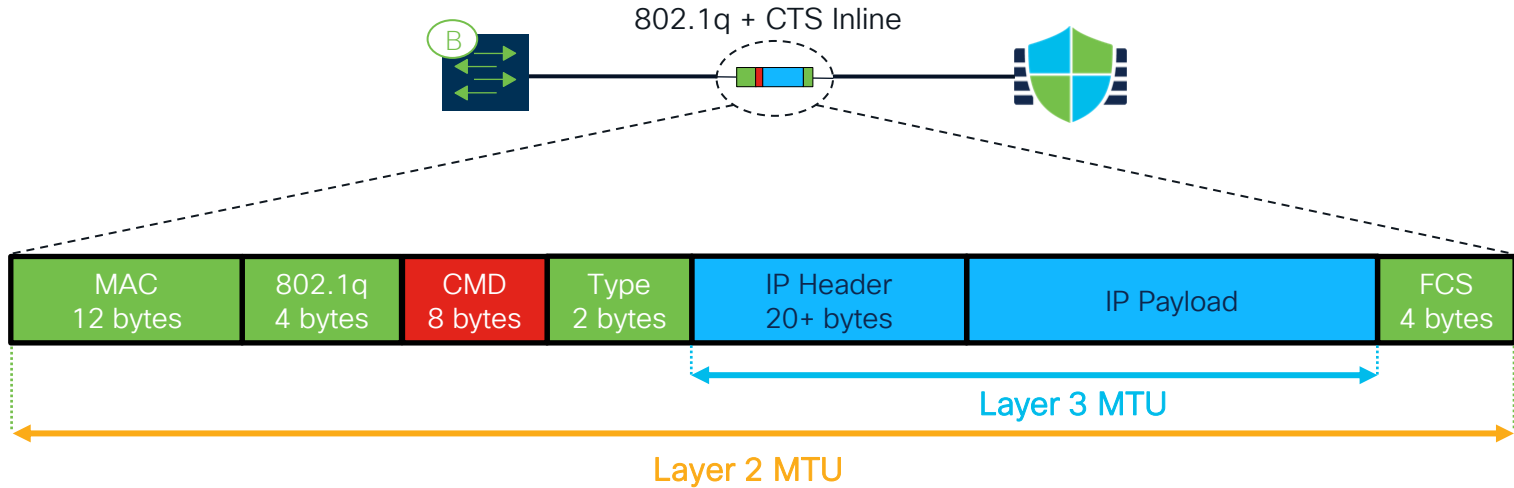 802.1q + CTS Inline
B
MAC
12 bytes
802.1q
4 bytes
CMD
8 bytes
Type
2 bytes
IP Header
20+ bytes
IP Payload
FCS
4 bytes
Layer 3 MTU
Layer 2 MTU